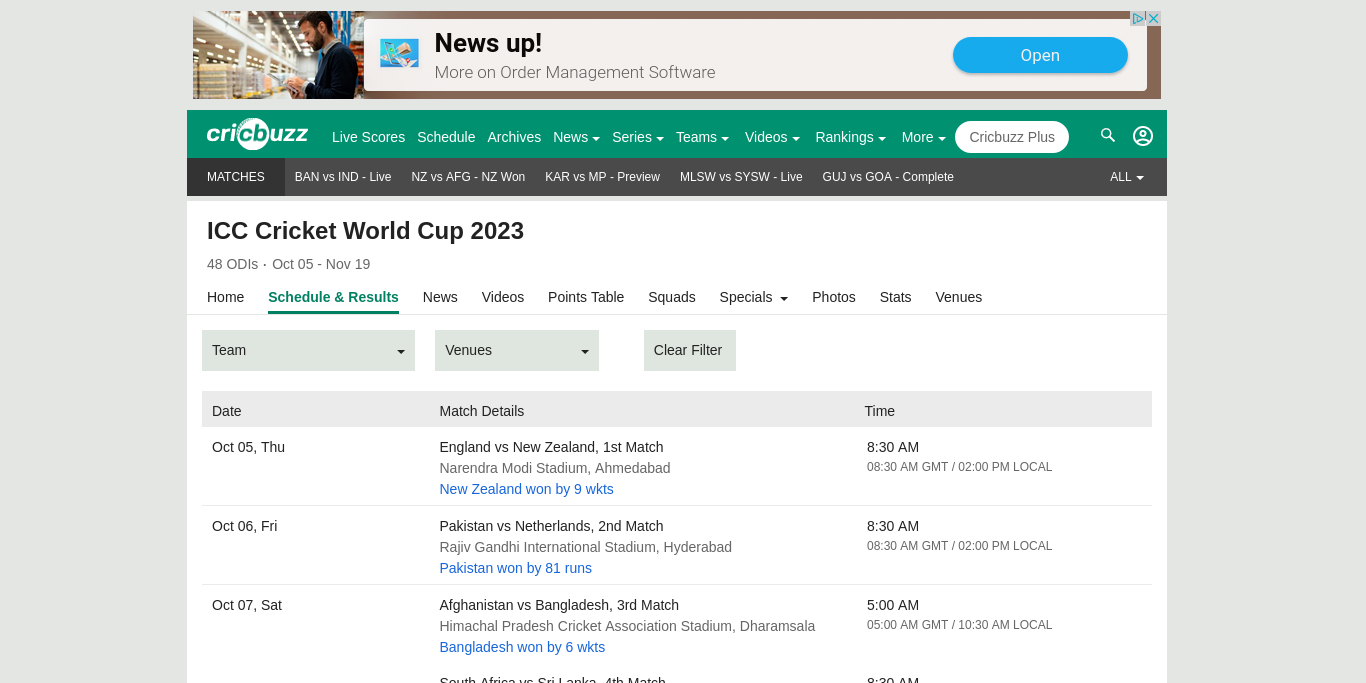 News up!
More on Order Management Software
Open
cricbuzz
Live Scores Schedule Archives News Series Teams Videos Rankings More Cricbuzz Plus
MATCHES BAN vs IND - Live NZ vs AFG - NZ Won KAR vs MP - Preview MLSW vs SYSW - Live GUJ vs GOA - Complete ALL
ICC Cricket World Cup 2023
48 ODIs · Oct 05 - Nov 19
Home Schedule & Results News Videos Points Table Squads Specials Photos Stats Venues
Team Venues Clear Filter
Date Match Details Time
Oct 05, Thu England vs New Zealand, 1st Match 8:30 AM
Narendra Modi Stadium, Ahmedabad 08:30 AM GMT / 02:00 PM LOCAL
New Zealand won by 9 wkts
Oct 06, Fri Pakistan vs Netherlands, 2nd Match 8:30 AM
Rajiv Gandhi International Stadium, Hyderabad 08:30 AM GMT / 02:00 PM LOCAL
Pakistan won by 81 runs
Oct 07, Sat Afghanistan vs Bangladesh, 3rd Match 5:00 AM
Himachal Pradesh Cricket Association Stadium, Dharamsala 05:00 AM GMT / 10:30 AM LOCAL
Bangladesh won by 6 wkts
South Africa vs Sri Lanka, 4th Match 8:30 AM